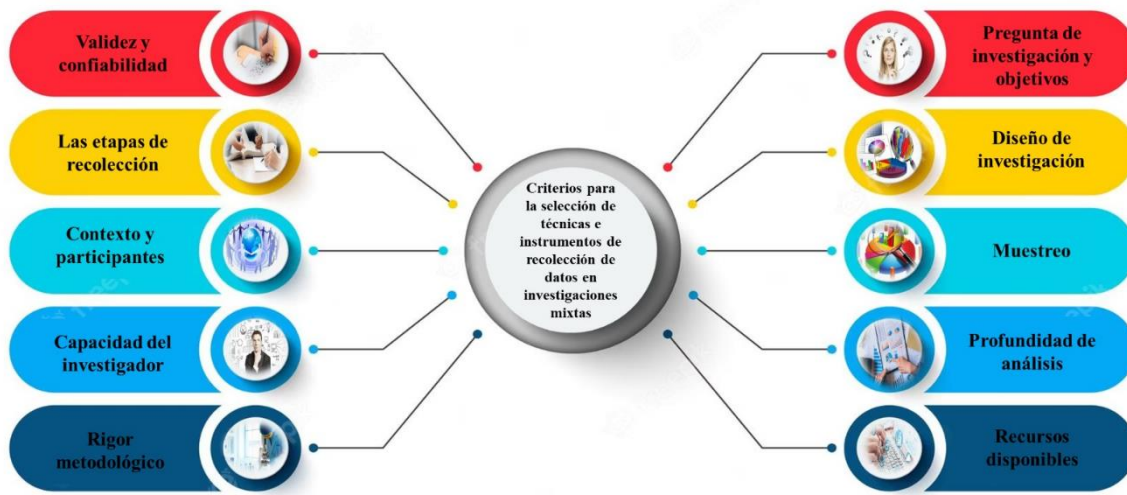 Validez y
confiabilidad
Las etapas de
recolección
Contexto y
participantes
Capacidad del
investigador
Rigor
metodológico
Criterios para
la selección de
técnicas e
instrumentos de
recolección de
datos en
investigaciones
mixtas
Pregunta de
investigación y
objetivos
Diseño de
investigación
Muestreo
Profundidad de
análisis
Recursos
disponibles